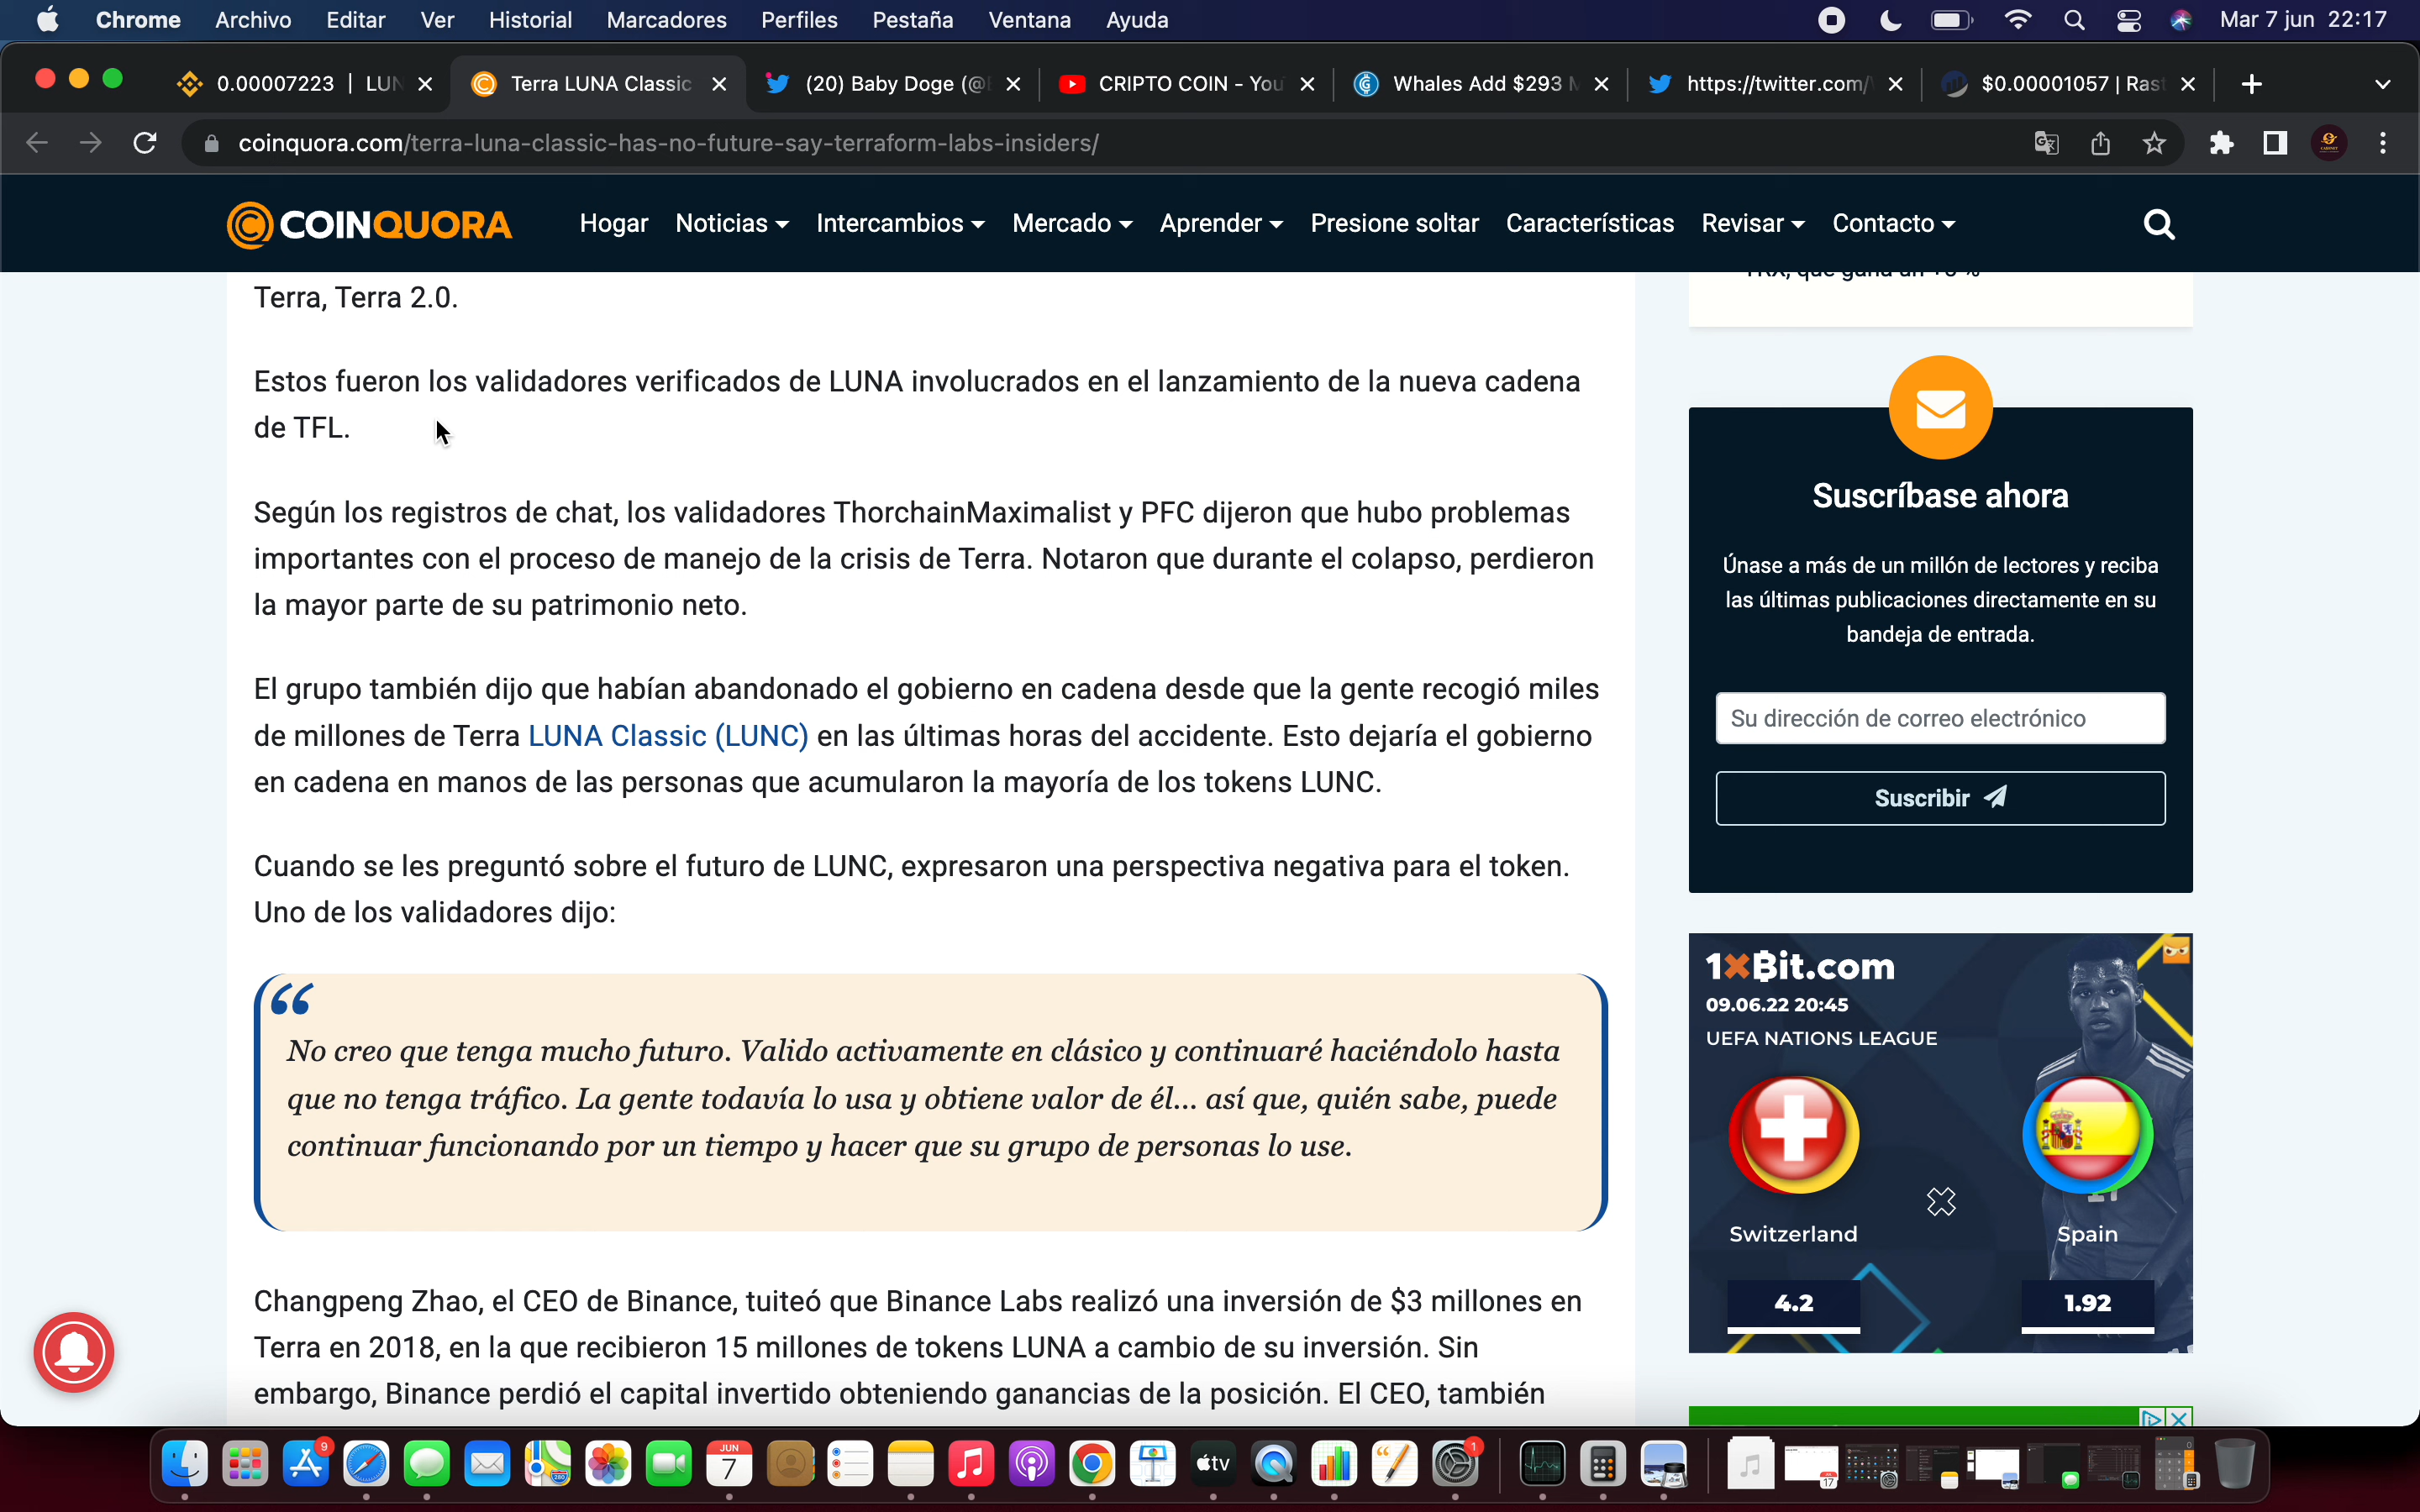 Chrome Archivo Editar Ver Historial Marcadores Perfiles Pestaña Ventana Ayuda Mar 7 jun 22:17
0.00007223 | LUN Terra LUNA Classic (20) Baby Doge (@ CRIPTO COIN - You Whales Add $293 https://twitter.com/ $0.00001057 | Rast
coinquora.com/terra-luna-classic-has-no-future-say-terraform-labs-insiders/
COINQUORA Hogar Noticias Intercambios Mercado Aprender Presione soltar Características Revisar Contacto
Terra, Terra 2.0.
Estos fueron los validadores verificados de LUNA involucrados en el lanzamiento de la nueva cadena
de TFL.
Según los registros de chat, los validadores ThorchainMaximalist y PFC dijeron que hubo problemas
importantes con el proceso de manejo de la crisis de Terra. Notaron que durante el colapso, perdieron
la mayor parte de su patrimonio neto.
El grupo también dijo que habían abandonado el gobierno en cadena desde que la gente recogió miles
de millones de Terra LUNA Classic (LUNC) en las últimas horas del accidente. Esto dejaría el gobierno
en cadena en manos de las personas que acumularon la mayoría de los tokens LUNC.
Cuando se les preguntó sobre el futuro de LUNC, expresaron una perspectiva negativa para el token.
Uno de los validadores dijo:
“
No creo que tenga mucho futuro. Valido activamente en clásico y continuaré haciéndolo hasta
que no tenga tráfico. La gente todavía lo usa y obtiene valor de él... así que, quién sabe, puede
continuar funcionando por un tiempo y hacer que su grupo de personas lo use.
Changpeng Zhao, el CEO de Binance, tuiteó que Binance Labs realizó una inversión de $3 millones en
Terra en 2018, en la que recibieron 15 millones de tokens LUNA a cambio de su inversión. Sin
embargo, Binance perdió el capital invertido obteniendo ganancias de la posición. El CEO, también
Suscríbase ahora
Únase a más de un millón de lectores y reciba
las últimas publicaciones directamente en su
bandeja de entrada.
Su dirección de correo electrónico
Suscribir
1xBit.com
09.06.22 20:45
UEFA NATIONS LEAGUE
Switzerland Spain
4.2 1.92
9
JUN
7
tv
1
17